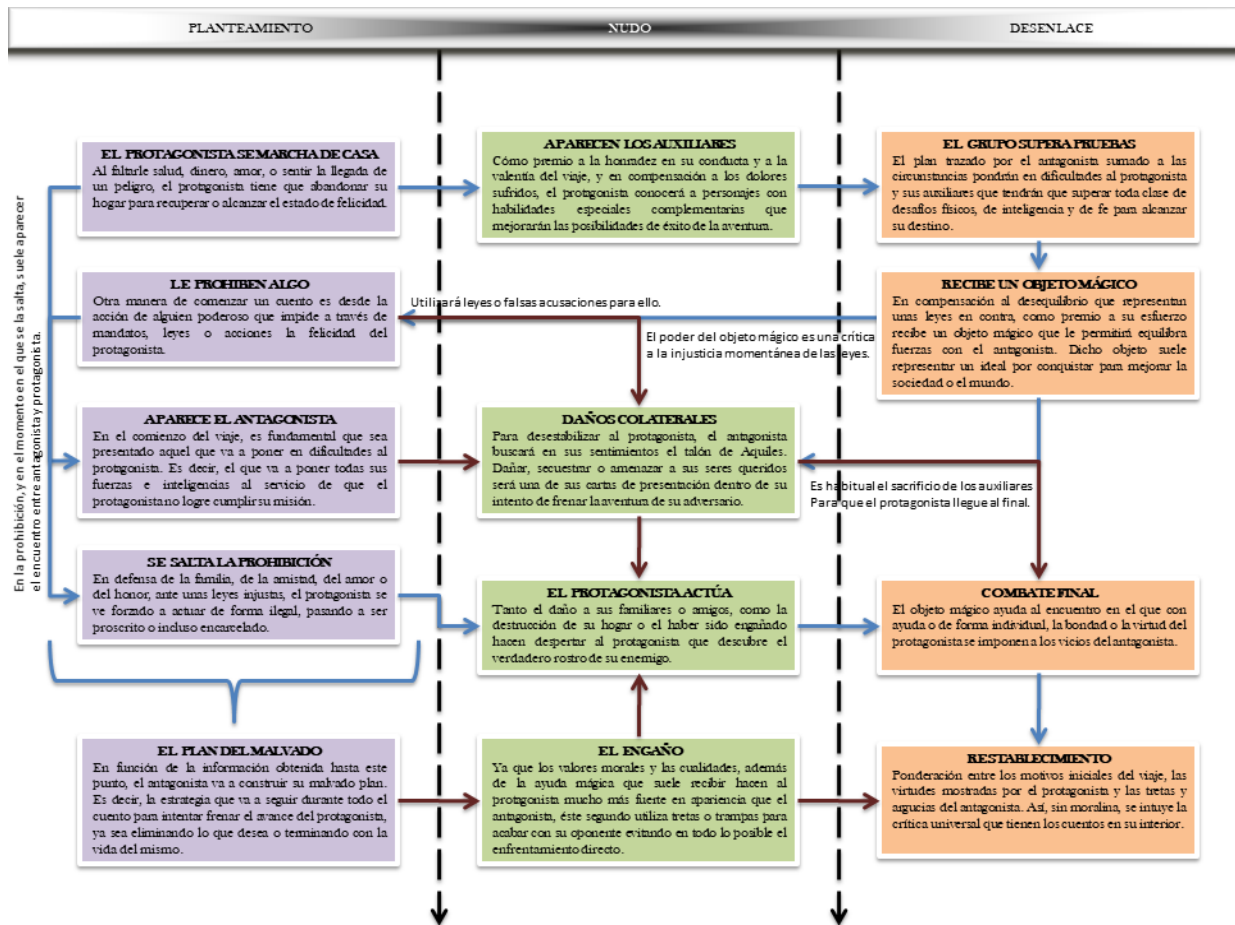 PLANTEAMIENTO
NUDO
DESENLACE
En la prohibición, y en el momento en el que se la salta, suele aparecer
el encuentro entre antagonista y protagonista.
EL PROTAGONISTA SE MARCHA DE CASA
Al faltarle salud, dinero, amor, o sentir la llegada de
un peligro, el protagonista tiene que abandonar su
hogar para recuperar o alcanzar el estado de felicidad.
LE PROHIBEN ALGO
Otra manera de comenzar un cuento es desde la
acción de alguien poderoso que impide a través de
mandatos, leyes o acciones la felicidad del
protagonista.
APARECE EL ANTAGONISTA
En el comienzo del viaje, es fundamental que sea
presentado aquel que va a poner en dificultades al
protagonista. Es decir, el que va a poner todas sus
fuerzas e inteligencias al servicio de que el
protagonista no logre cumplir su misión.
SE SALTA LA PROHIBICIÓN
En defensa de la familia, de la amistad, del amor o
del honor, ante unas leyes injustas, el protagonista se
ve forzado a actuar de forma ilegal, pasando a ser
proscrito o incluso encarcelado.
EL PLAN DEL MALVADO
En función de la información obtenida hasta este
punto, el antagonista va a construir su malvado plan.
Es decir, la estrategia que va a seguir durante todo el
cuento para intentar frenar el avance del protagonista,
ya sea eliminando lo que desea o terminando con la
vida del mismo.
APARECEN LOS AUXILIARES
Cómo premio a la honradez en su conducta y a la
valentía del viaje, y en compensación a los dolores
sufridos, el protagonista conocerá a personajes con
habilidades especiales complementarias que
mejorarán las posibilidades de éxito de la aventura.
Utilizará leyes o falsas acusaciones para ello.
El poder del objeto mágico es una crítica
a la injusticia momentánea de las leyes.
DAÑOS COLATERALES
Para desestabilizar al protagonista, el antagonista
buscará en sus sentimientos el talón de Aquiles.
Dañar, secuestrar o amenazar a sus seres queridos
será una de sus cartas de presentación dentro de su
intento de frenar la aventura de su adversario.
Es habitual el sacrificio de los auxiliares
Para que el protagonista llegue al final.
EL PROTAGONISTA ACTÚA
Tanto el daño a sus familiares o amigos, como la
destrucción de su hogar o el haber sido engañado
hacen despertar al protagonista que descubre el
verdadero rostro de su enemigo.
EL ENGAÑO
Ya que los valores morales y las cualidades, además
de la ayuda mágica que suele recibir hacen al
protagonista mucho más fuerte en apariencia que el
antagonista, éste segundo utiliza tretas o trampas para
acabar con su oponente evitando en todo lo posible el
enfrentamiento directo.
EL GRUPO SUPERA PRUEBAS
El plan trazado por el antagonista sumado a las
circunstancias pondrán en dificultades al protagonista
y sus auxiliares que tendrán que superar toda clase de
desafíos físicos, de inteligencia y de fe para alcanzar
su destino.
RECIBE UN OBJETO MÁGICO
En compensación al desequilibrio que representan
unas leyes en contra, como premio a su esfuerzo
recibe un objeto mágico que le permitirá equilibra
fuerzas con el antagonista. Dicho objeto suele
representar un ideal por conquistar para mejorar la
sociedad o el mundo.
COMBATE FINAL
El objeto mágico ayuda al encuentro en el que con
ayuda o de forma individual, la bondad o la virtud del
protagonista se imponen a los vicios del antagonista.
RESTABLECIMIENTO
Ponderación entre los motivos iniciales del viaje, las
virtudes mostradas por el protagonista y las tretas y
argucias del antagonista. Así, sin moralina, se intuye la
crítica universal que tienen los cuentos en su interior.